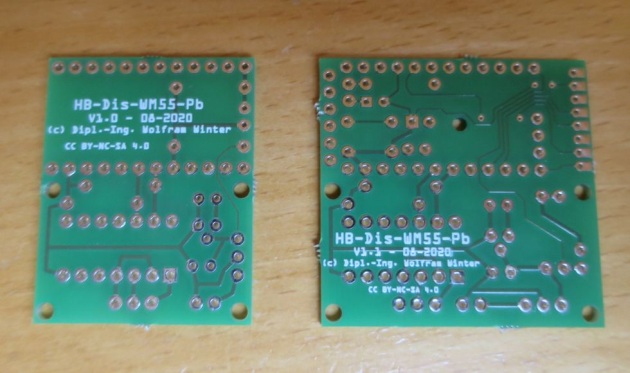 HB-Dis-WM55-Pb
V1.0 - 08-2020
(c) Dipl.-Ing. Wolfram Winter
CC BY-NC-SA 4.0
HB-Dis-WM55-Pb
V1.1 - 08-2020
(c) Dipl.-Ing. Wolfram Winter
CC BY-NC-SA 4.0